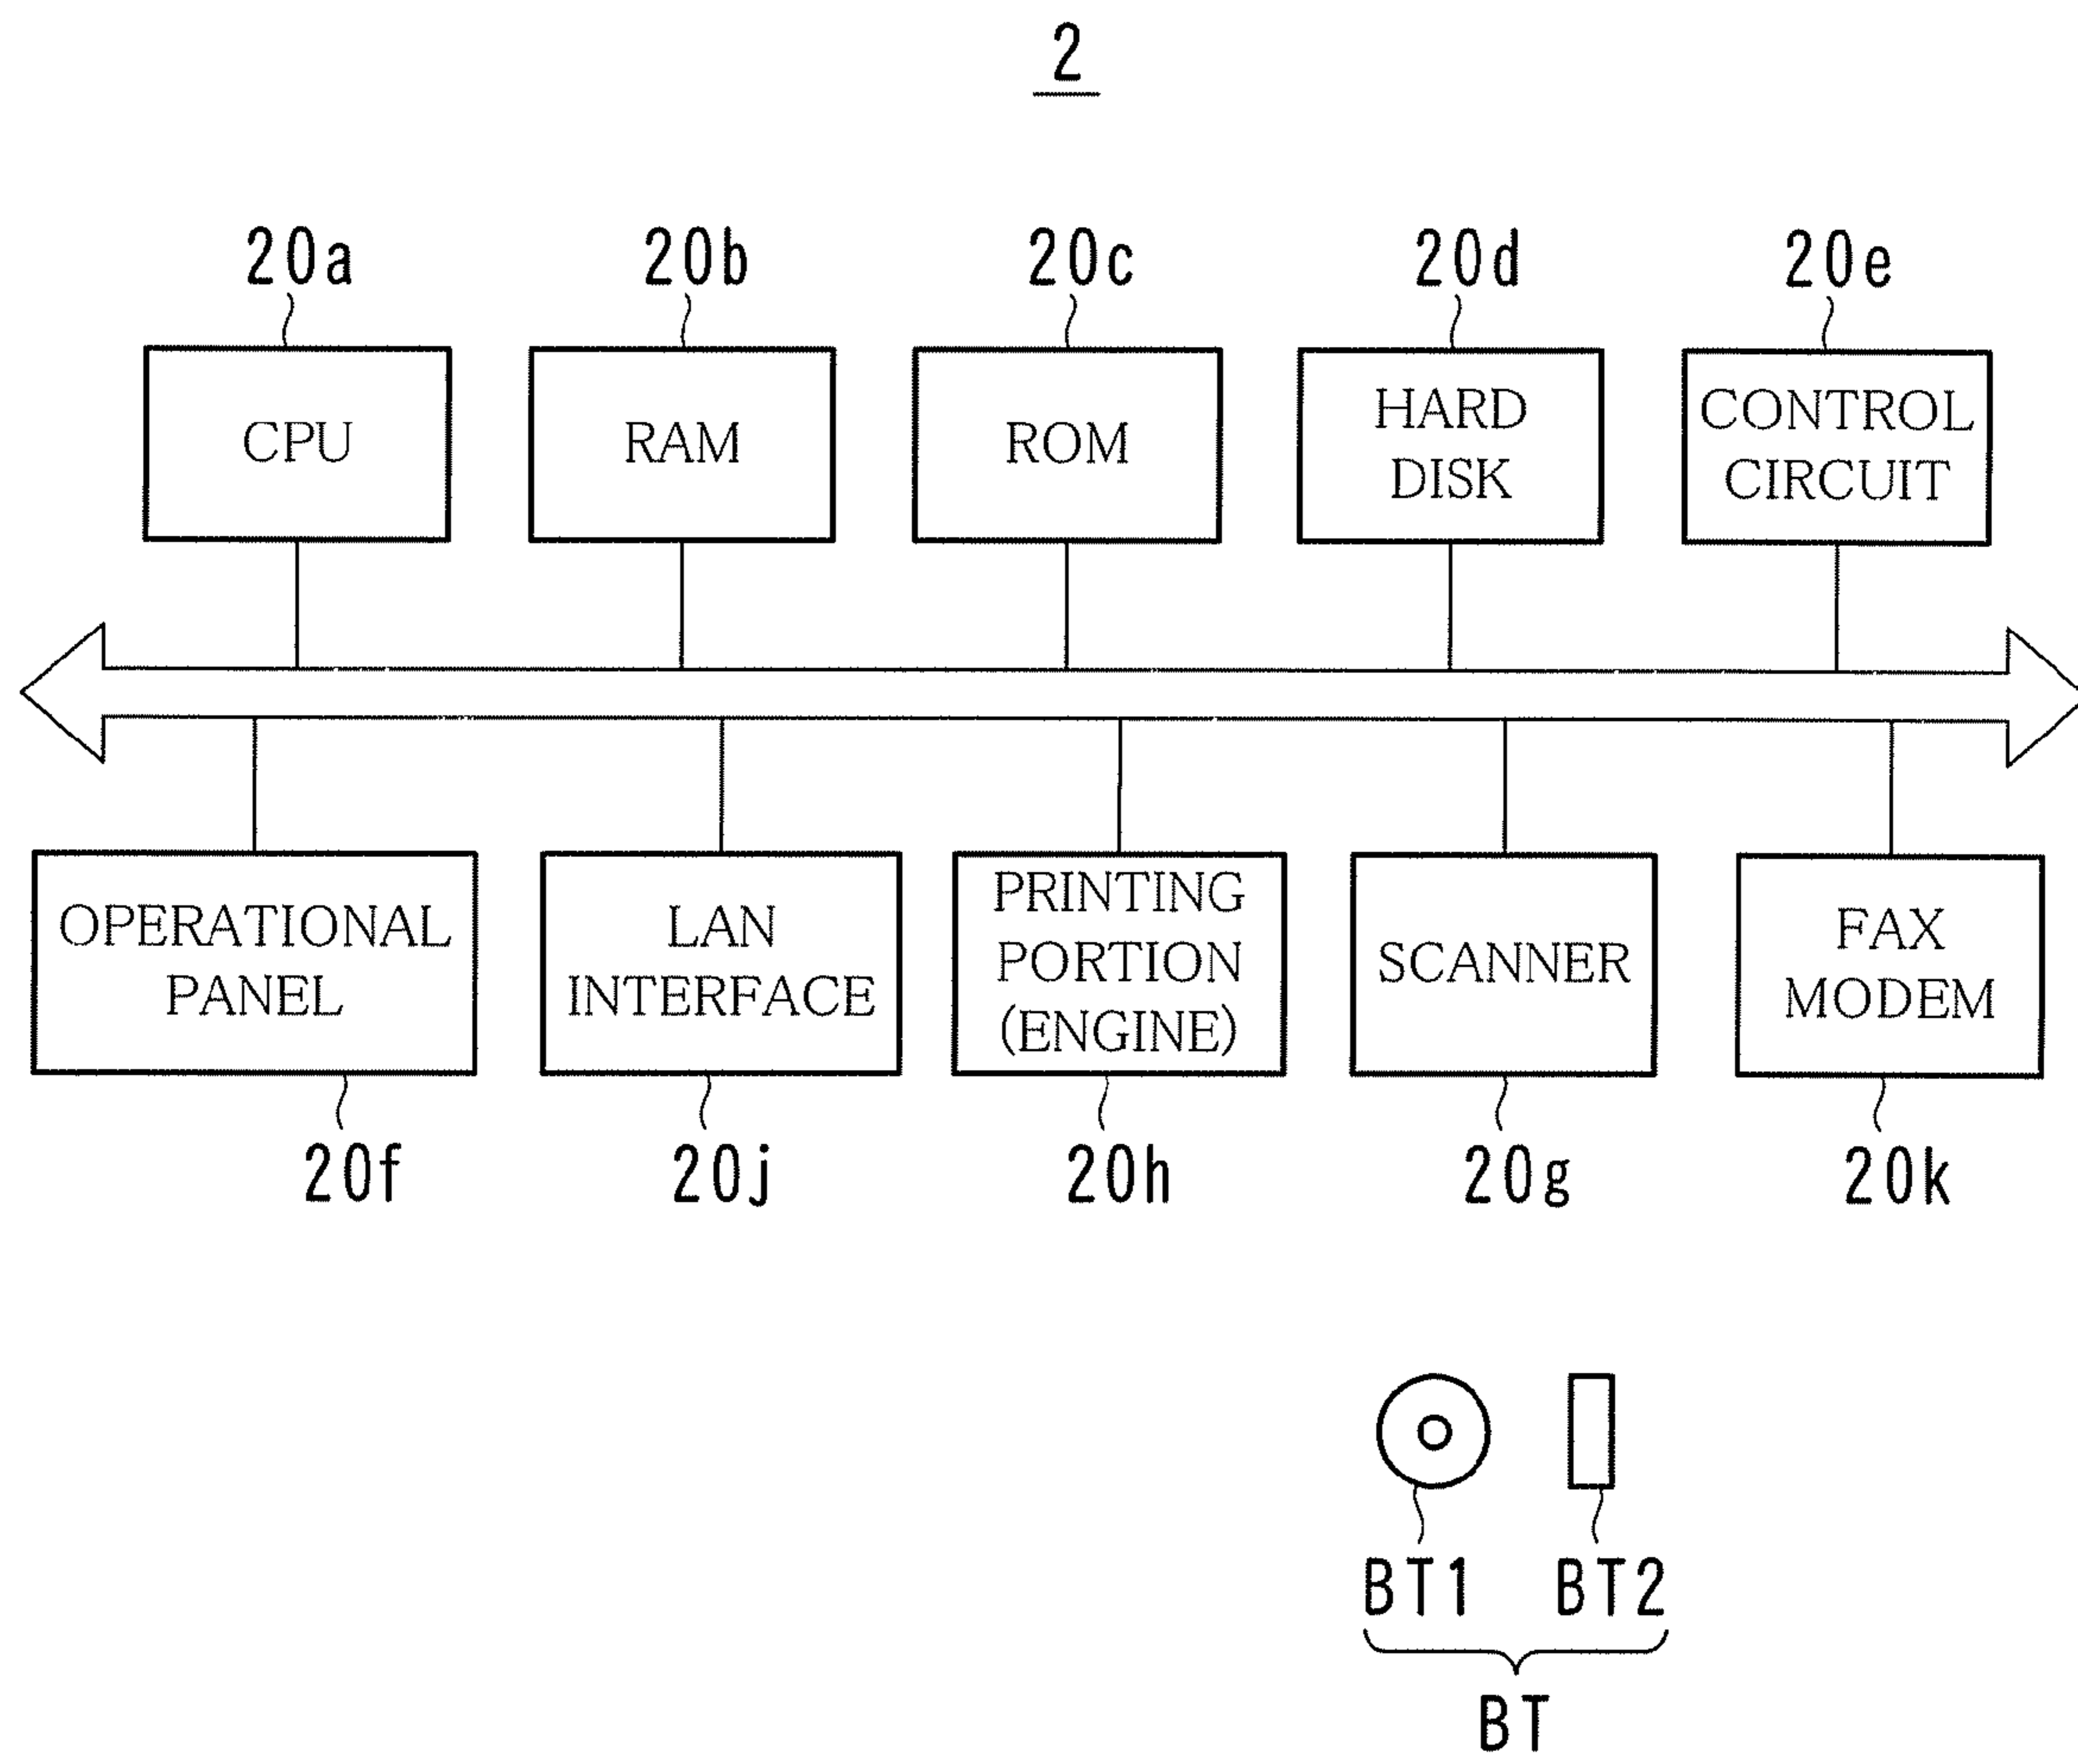 2
20a 20b 20c 20d 20e
CPU RAM ROM HARD DISK CONTROL CIRCUIT
OPERATIONAL PANEL
LAN INTERFACE
PRINTING PORTION (ENGINE)
SCANNER
FAX MODEM
20f 20j 20h 20g 20k
BT1 BT2
BT